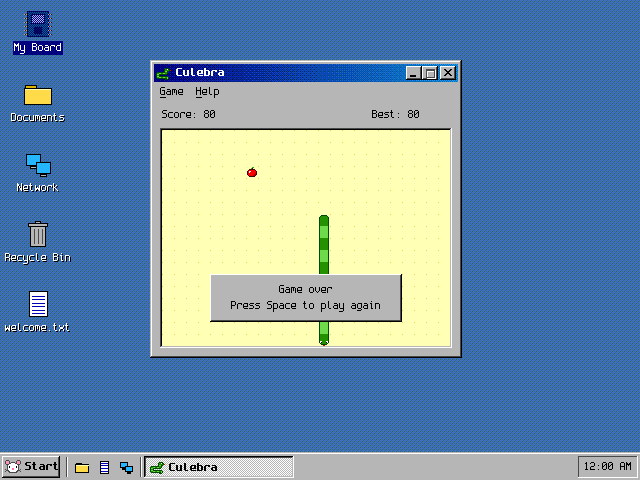 My Board
Documents
Network
Recycle Bin
welcome.txt
Culebra
Game Help
Score: 80 Best: 80
Game over
Press Space to play again
Start Culebra 12:00 AM